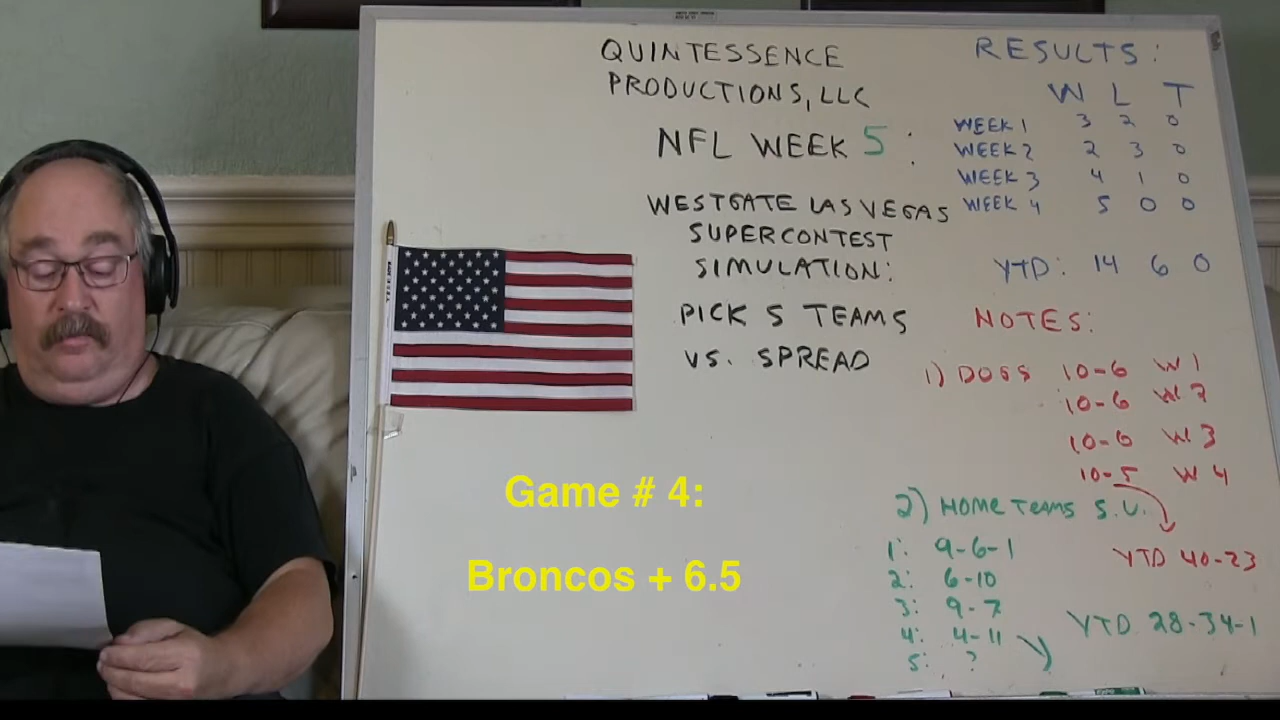 QUINTESSENCE
PRODUCTIONS, LLC
NFL WEEK 5:
WESTGATE LAS VEGAS
SUPERCONTEST
SIMULATION:
PICK 5 TEAMS
VS. SPREAD
RESULTS:
W L T
WEEK 1 3 2 0
WEEK 2 2 3 0
WEEK 3 4 1 0
WEEK 4 5 0 0
YTD: 14 6 0
NOTES:
1) DOGS 10-6 W1
10-6 W2
10-6 W3
10-5 W4
YTD 40-23
2) HOME TEAMS S.U.
1: 9-6-1
2: 6-10
3: 9-7
4: 4-11
5: ?
YTD 28-34-1
Game # 4:
Broncos + 6.5